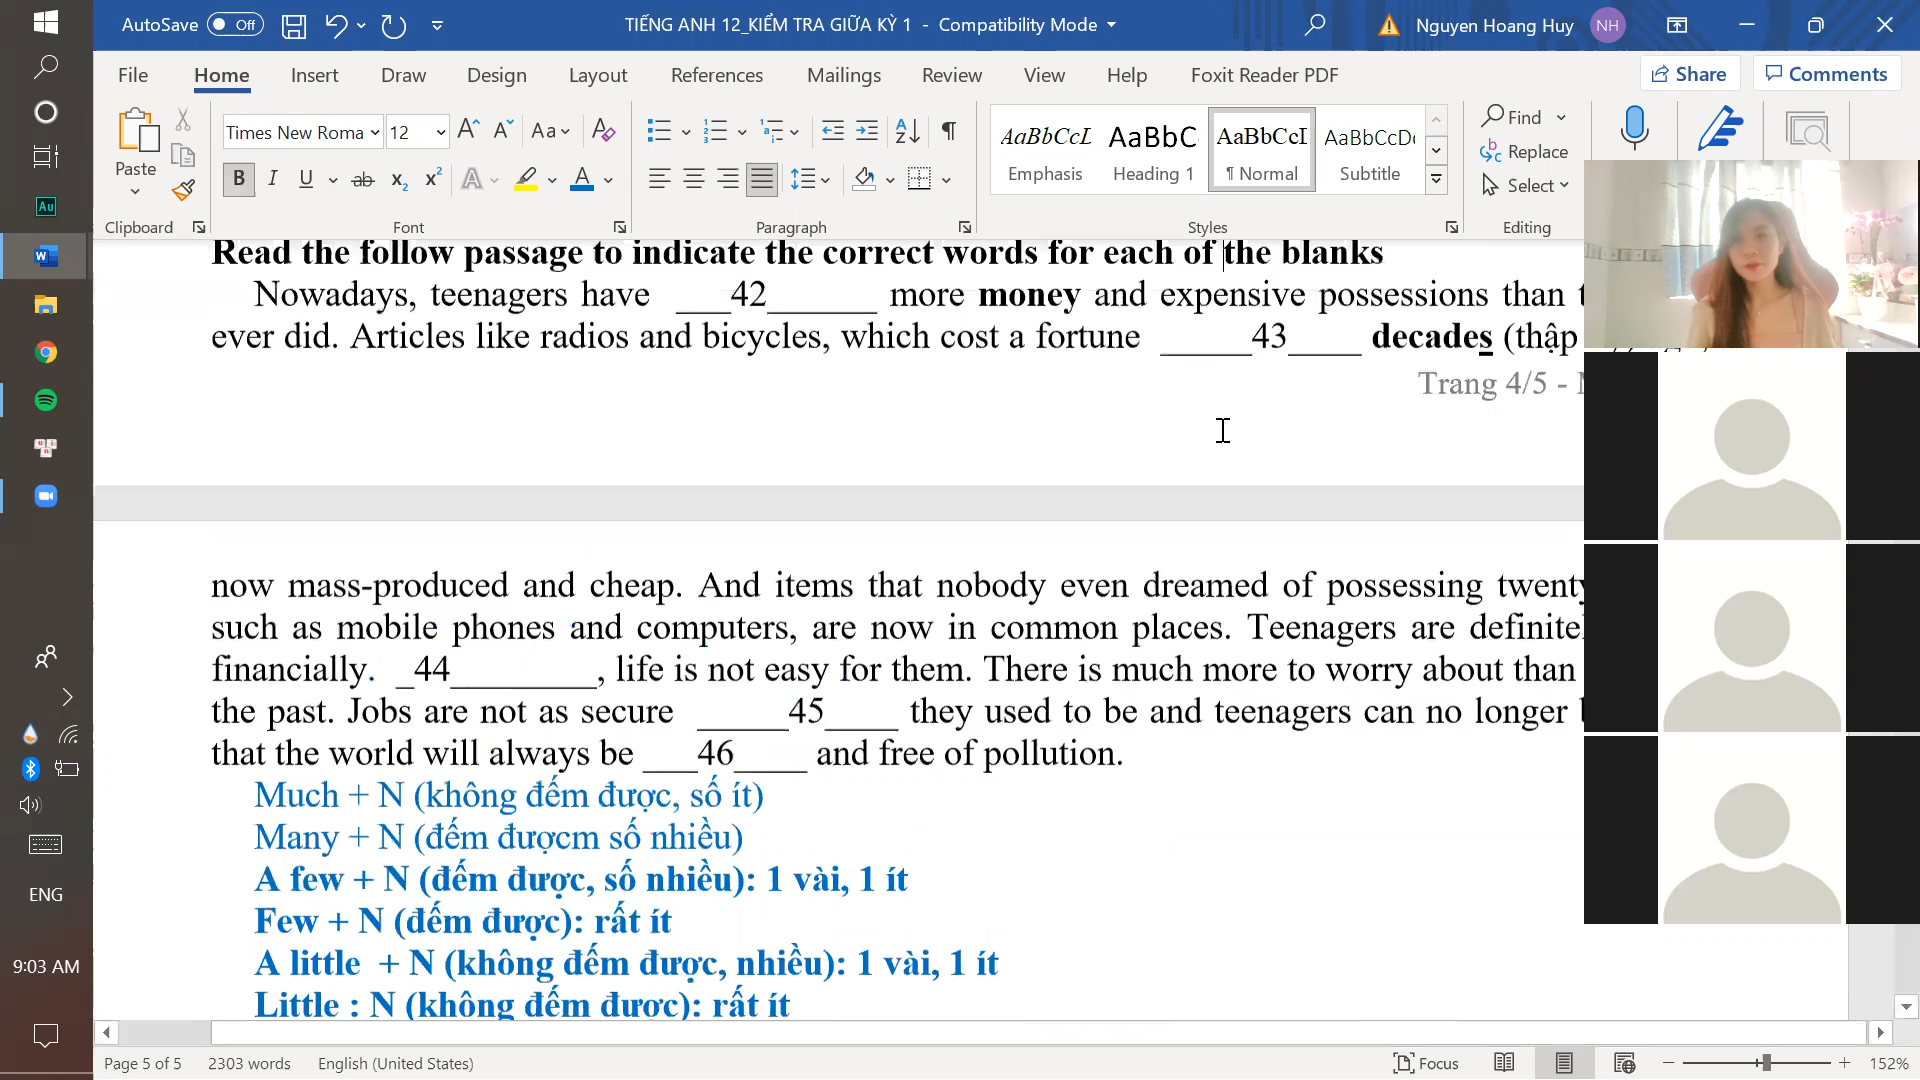 AutoSave Off TIẾNG ANH 12_KIỂM TRA GIỮA KỲ 1 - Compatibility Mode Nguyen Hoang Huy NH
File Home Insert Draw Design Layout References Mailings Review View Help Foxit Reader PDF Share Comments
Paste Times New Roma 12 Aa
B I U ab x₂ x² A A
AaBbCcL AaBbC AaBbCcI AaBbCcD
Emphasis Heading 1 ¶ Normal Subtitle
Find
Replace
Select
Clipboard Font Paragraph Styles Editing
Read the follow passage to indicate the correct words for each of the blanks
Nowadays, teenagers have ___42______ more money and expensive possessions than
ever did. Articles like radios and bicycles, which cost a fortune _____43____ decades (thập
Trang 4/5 -
now mass-produced and cheap. And items that nobody even dreamed of possessing twenty
such as mobile phones and computers, are now in common places. Teenagers are
financially. _44________, life is not easy for them. There is much more to worry about than
the past. Jobs are not as secure _____45____ they used to be and teenagers can no longer
that the world will always be ___46____ and free of pollution.
Much + N (không đếm được, số ít)
Many + N (đếm đượcm số nhiều)
A few + N (đếm được, số nhiều): 1 vài, 1 ít
Few + N (đếm được): rất ít
A little + N (không đếm được, nhiều): 1 vài, 1 ít
Little : N (không đếm được): rất ít
Au
ENG
9:03 AM
Page 5 of 5 2303 words English (United States) Focus 152%